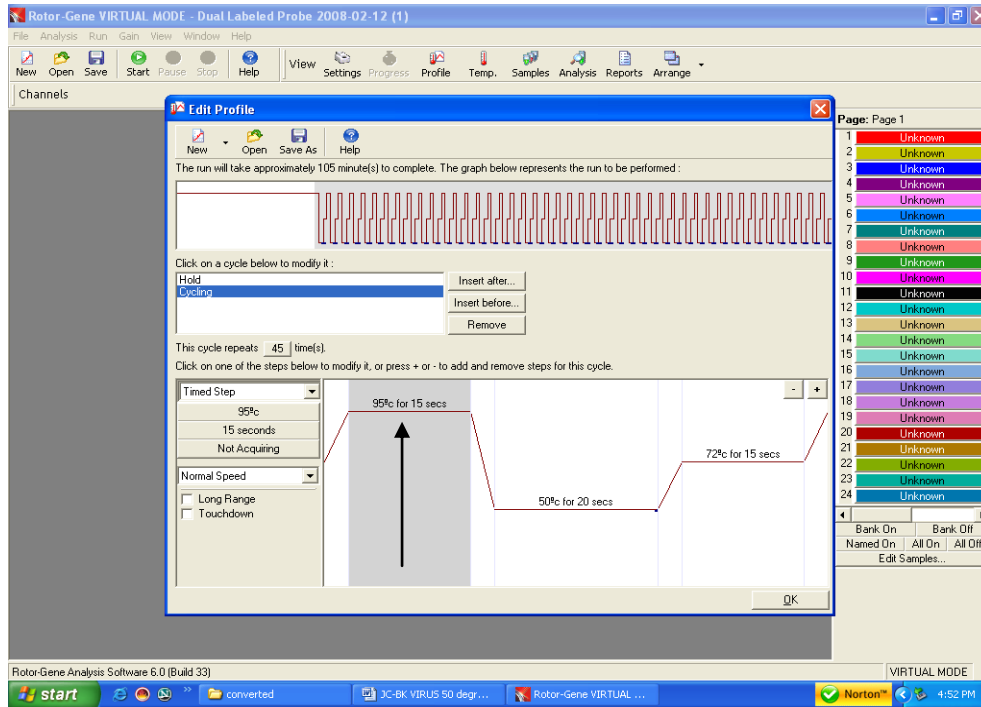 Rotor-Gene VIRTUAL MODE - Dual Labeled Probe 2008-02-12 (1)
File Analysis Run Gain View Window Help
New Open Save Start Pause Stop Help View Settings Progress Profile Temp. Samples Analysis Reports Arrange
Channels
Edit Profile
New Open Save As Help
The run will take approximately 105 minute(s) to complete. The graph below represents the run to be performed :
Click on a cycle below to modify it :
Hold
Cycling
Insert after...
Insert before...
Remove
This cycle repeats 45 time(s).
Click on one of the steps below to modify it, or press + or - to add and remove steps for this cycle.
Timed Step
95ºc
15 seconds
Not Acquiring
Normal Speed
Long Range
Touchdown
95ºc for 15 secs
50ºc for 20 secs
72ºc for 15 secs
- +
OK
Page: Page 1
1 Unknown
2 Unknown
3 Unknown
4 Unknown
5 Unknown
6 Unknown
7 Unknown
8 Unknown
9 Unknown
10 Unknown
11 Unknown
12 Unknown
13 Unknown
14 Unknown
15 Unknown
16 Unknown
17 Unknown
18 Unknown
19 Unknown
20 Unknown
21 Unknown
22 Unknown
23 Unknown
24 Unknown
Bank On Bank Off
Named On All On All Off
Edit Samples...
Rotor-Gene Analysis Software 6.0 (Build 33) VIRTUAL MODE
start converted JC-BK VIRUS 50 degr... Rotor-Gene VIRTUAL ... Norton™ 4:52 PM